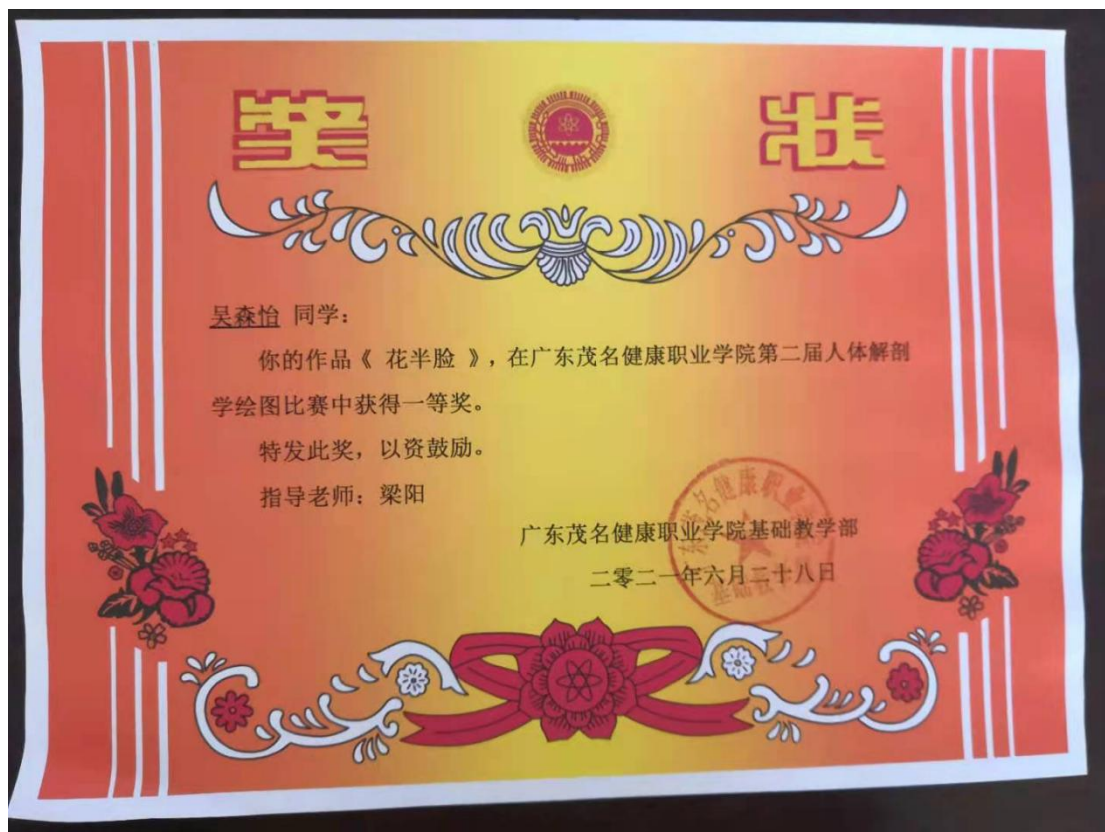 奖 状
吴森怡 同学：
你的作品《 花半脸 》，在广东茂名健康职业学院第二届人体解剖
学绘图比赛中获得一等奖。
特发此奖，以资鼓励。
指导老师：梁阳
广东茂名健康职业学院基础教学部
二零二一年六月二十八日